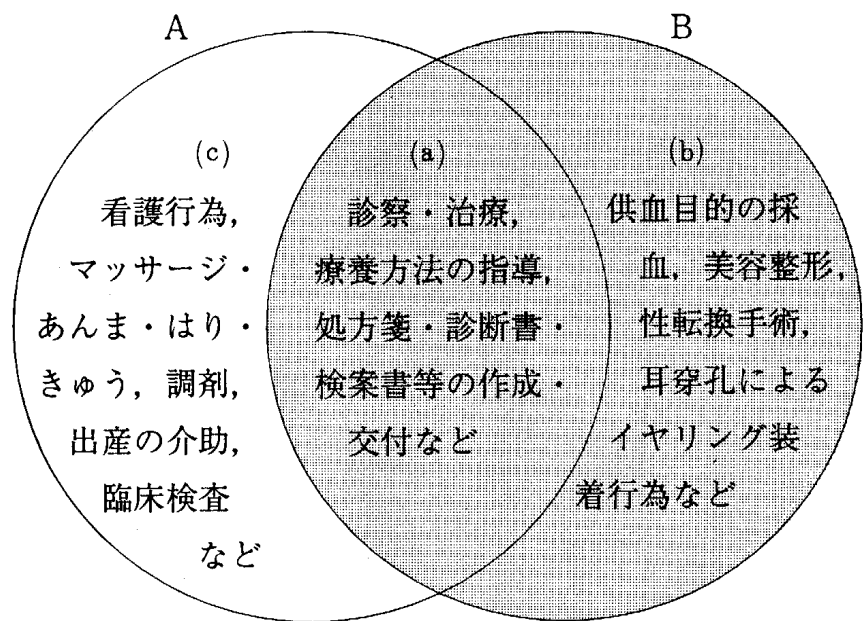 A
B
(c)
看護行為,
マッサージ・
あんま・はり・
きゅう, 調剤,
出産の介助,
臨床検査
など
(a)
診察・治療,
療養方法の指導,
処方箋・診断書・
検案書等の作成・
交付など
(b)
供血目的の採
血, 美容整形,
性転換手術,
耳穿孔による
イヤリング装
着行為など